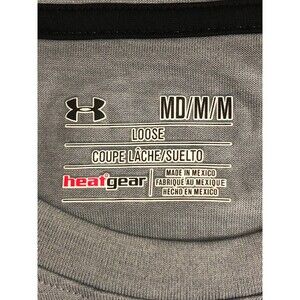 MD/M/M
LOOSE
COUPE LÂCHE/SUELTO
heatgear
MADE IN MEXICO
FABRIQUÉ AU MEXIQUE
HECHO EN MEXICO